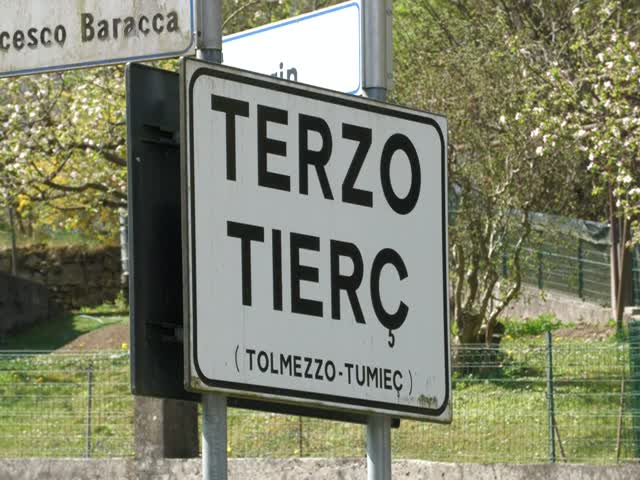 cesco Baracca
TERZO
TIERÇ
(TOLMEZZO-TUMIEÇ)